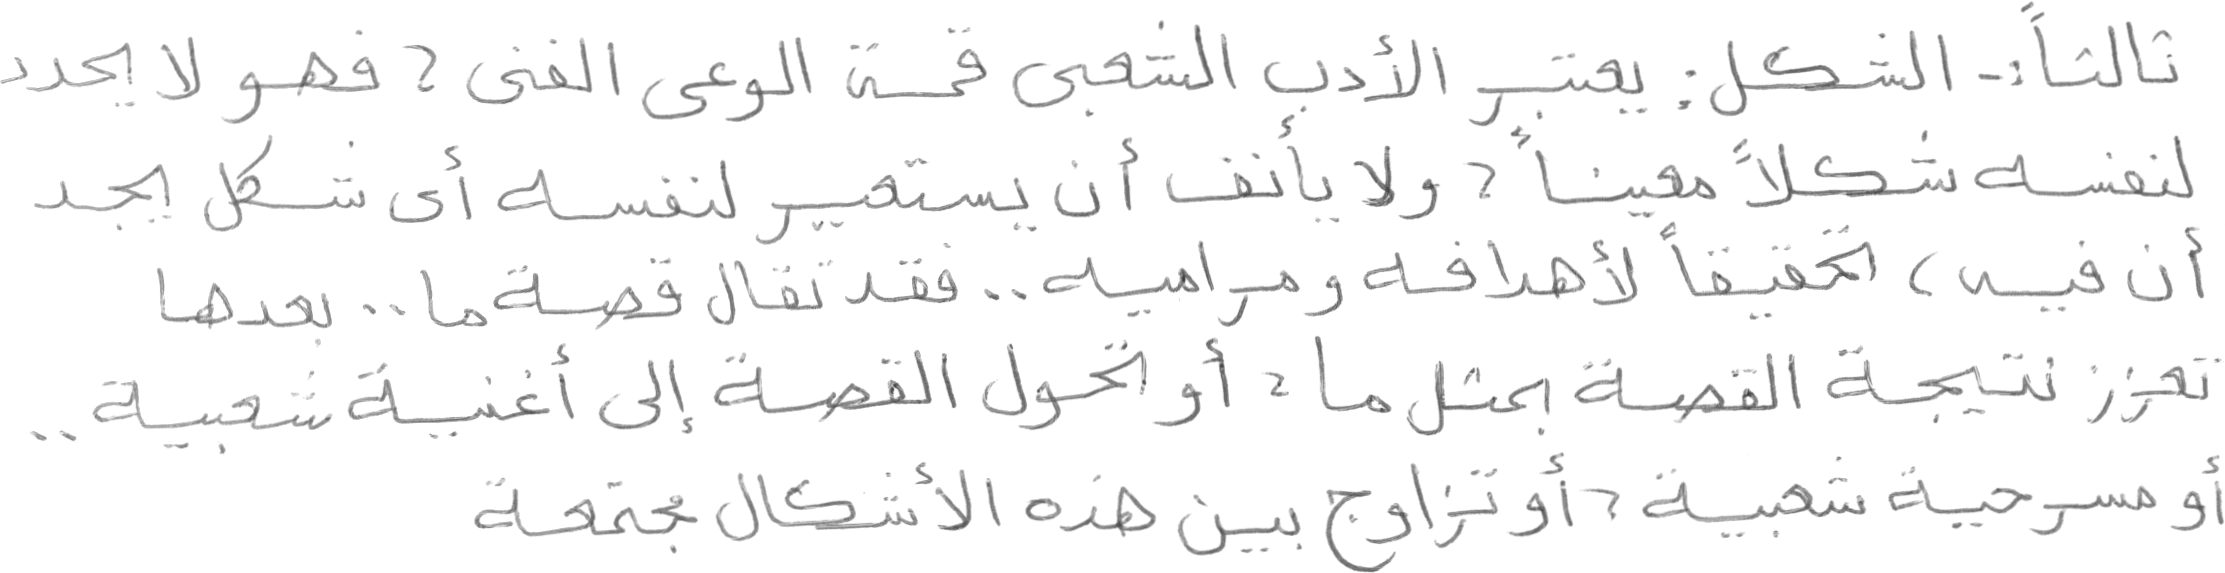 ثالثاً:- الشكل: يعتبر الأدب الشعبى قمة الوعى الفنى ، فهو لا يحدد
لنفسه شكلاً معيناً ، ولا يأنف أن يستعير لنفسه أى شكل يجد
أن فيه ، تحقيقاً لأهدافه ومراميه .. فقد تقال قصة ما .. بعدها
تعزز نتيجة القصة بمثل ما ، أو تحول القصة إلى أغنية شعبية ..
أو مسرحية شعبية ، أو تزاوج بين هذه الأشكال مجتمعة